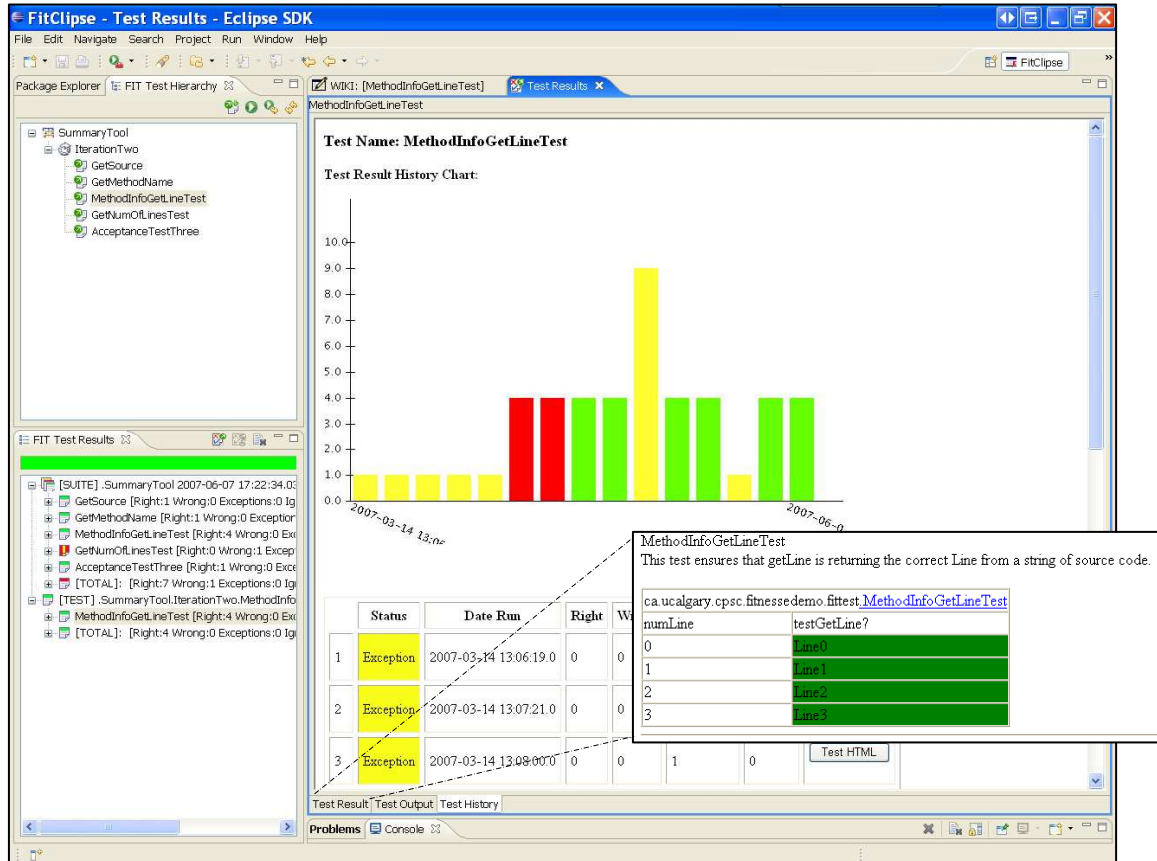 FitClipse - Test Results - Eclipse SDK
File Edit Navigate Search Project Run Window Help
FitClipse
Package Explorer FIT Test Hierarchy
SummaryTool
IterationTwo
GetSource
GetMethodName
MethodInfoGetLineTest
GetNumOfLinesTest
AcceptanceTestThree
WIKI: [MethodInfoGetLineTest] Test Results
MethodInfoGetLineTest
Test Name: MethodInfoGetLineTest
Test Result History Chart:
10.0
9.0
8.0
7.0
6.0
5.0
4.0
3.0
2.0
1.0
0.0
2007-03-14 13:06
2007-06-0
FIT Test Results
[SUITE] .SummaryTool 2007-06-07 17:22:34.03
GetSource [Right:1 Wrong:0 Exceptions:0 Ig
GetMethodName [Right:1 Wrong:0 Exception
MethodInfoGetLineTest [Right:4 Wrong:0 Exc
GetNumOfLinesTest [Right:0 Wrong:1 Except
AcceptanceTestThree [Right:1 Wrong:0 Exce
[TOTAL]: [Right:7 Wrong:1 Exceptions:0 Ig
[TEST] .SummaryTool.IterationTwo.MethodInfo
MethodInfoGetLineTest [Right:4 Wrong:0 Ex
[TOTAL]: [Right:4 Wrong:0 Exceptions:0 Ig
Status Date Run Right W
1 Exception 2007-03-14 13:06:19.0 0 0
2 Exception 2007-03-14 13:07:21.0 0 0
3 Exception 2007-03-14 13:08:00.0 0 0 1 0 Test HTML
MethodInfoGetLineTest
This test ensures that getLine is returning the correct Line from a string of source code.
ca.ucalgary.cpsc.fitnessedemo.fittest.MethodInfoGetLineTest
numLine testGetLine?
0 Line0
1 Line1
2 Line2
3 Line3
Test Result Test Output Test History
Problems Console